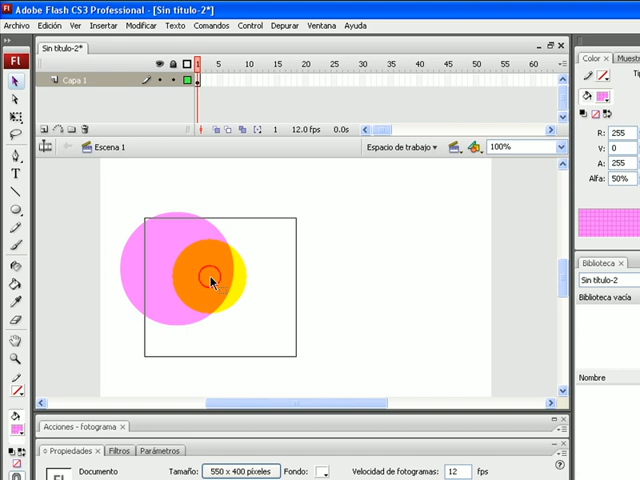 Adobe Flash CS3 Professional - [Sin título-2*]
Archivo Edición Ver Insertar Modificar Texto Comandos Control Depurar Ventana Ayuda
Fl
Sin título-2*
1 5 10 15 20 25 30 35 40 45 50 55 60
Capa 1
1 12.0 fps 0.0s
Escena 1
Espacio de trabajo
100%
Color
R: 255
V: 0
A: 255
Alfa: 50%
Biblioteca
Sin título-2
Biblioteca vacía
Nombre
Acciones - fotograma
Propiedades Filtros Parámetros
Fl
Documento
Tamaño: 550 x 400 píxeles
Fondo:
Velocidad de fotogramas: 12 fps